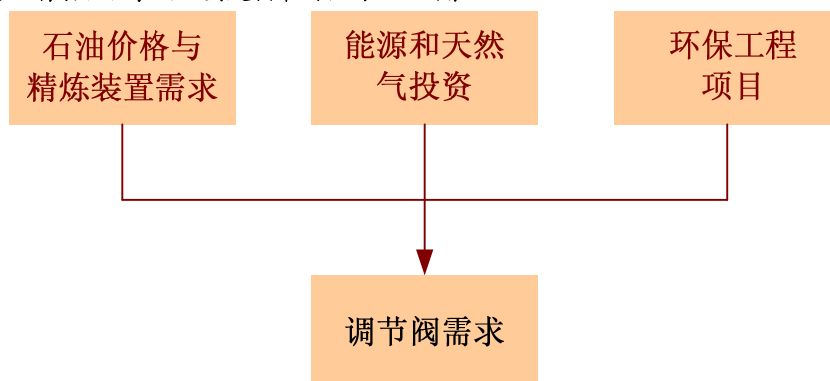 石油价格与
精炼装置需求
能源和天然
气投资
环保工程
项目
调节阀需求